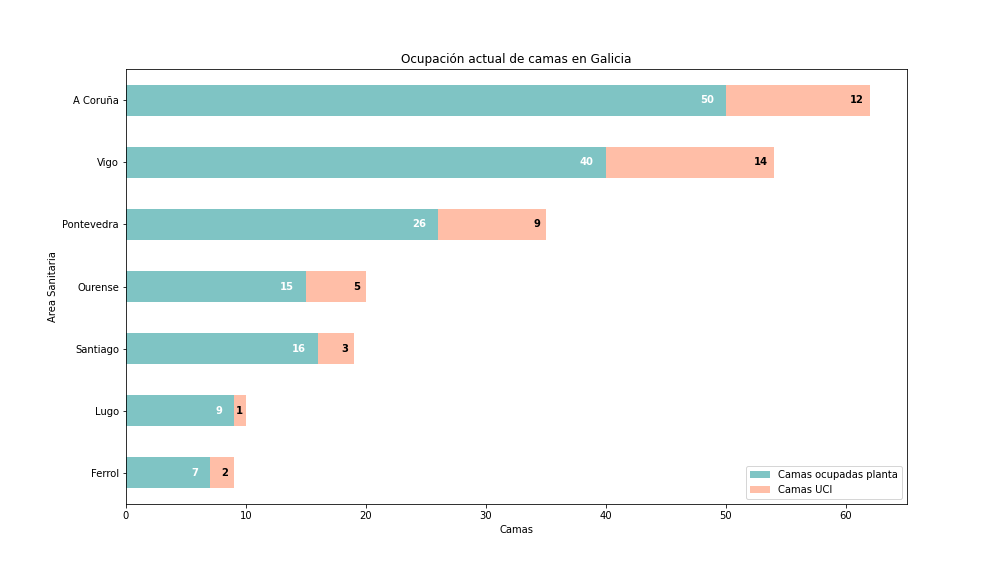 Ocupación actual de camas en Galicia
Area Sanitaria
A Coruña 50 12
Vigo 40 14
Pontevedra 26 9
Ourense 15 5
Santiago 16 3
Lugo 9 1
Ferrol 7 2
Camas ocupadas planta
Camas UCI
0 10 20 30 40 50 60
Camas